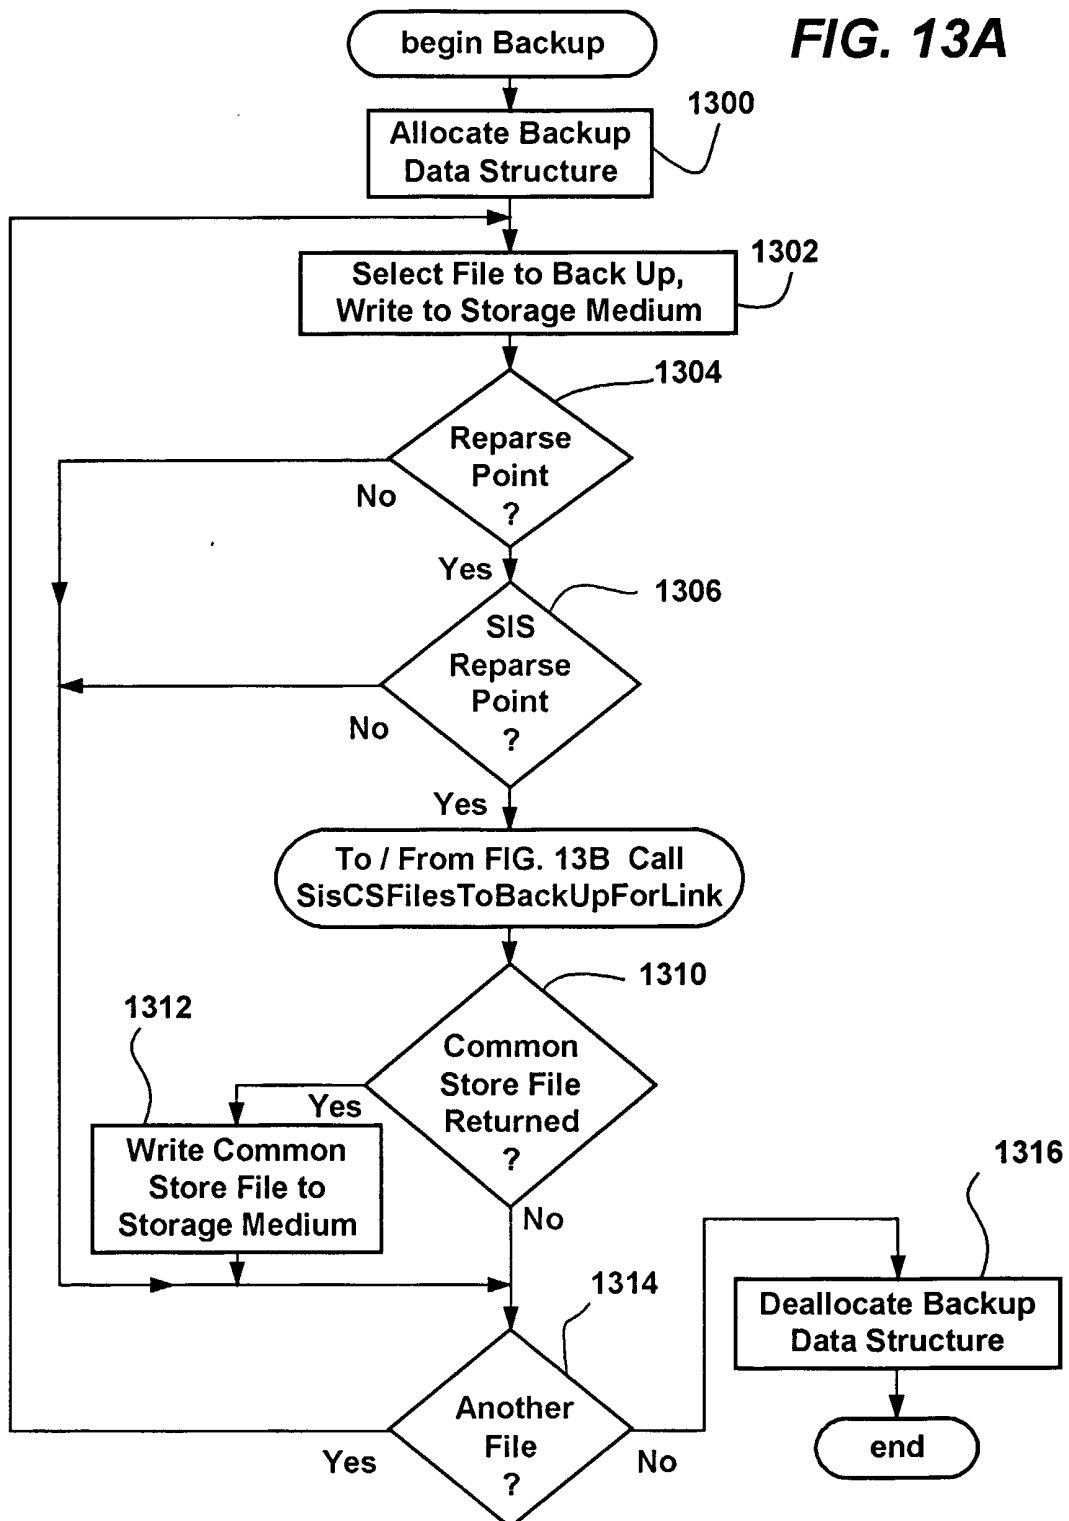 FIG. 13A
begin Backup
1300
Allocate Backup
Data Structure
1302
Select File to Back Up,
Write to Storage Medium
1304
Reparse
Point
?
No
Yes
1306
SIS
Reparse
Point
?
No
Yes
To / From FIG. 13B Call
SisCSFilesToBackUpForLink
1310
1312
Common
Store File
Returned
?
Yes
Write Common
Store File to
Storage Medium
No
1316
1314
Deallocate Backup
Data Structure
Another
File
?
Yes
No
end